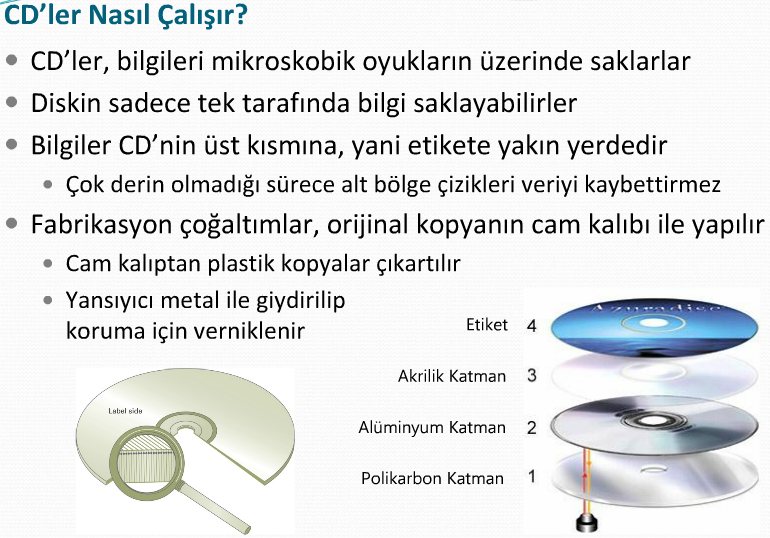 CD’ler Nasıl Çalışır?
CD’ler, bilgileri mikroskobik oyukların üzerinde saklarlar
Diskin sadece tek tarafında bilgi saklayabilirler
Bilgiler CD’nin üst kısmına, yani etikete yakın yerdedir
Çok derin olmadığı sürece alt bölge çizikleri veriyi kaybettirmez
Fabrikasyon çoğaltımlar, orijinal kopyanın cam kalıbı ile yapılır
Cam kalıptan plastik kopyalar çıkartılır
Yansıyıcı metal ile giydirilip
koruma için verniklenir
Azuradisc
Etiket 4
Akrilik Katman 3
Alüminyum Katman 2
Polikarbon Katman 1
Label side